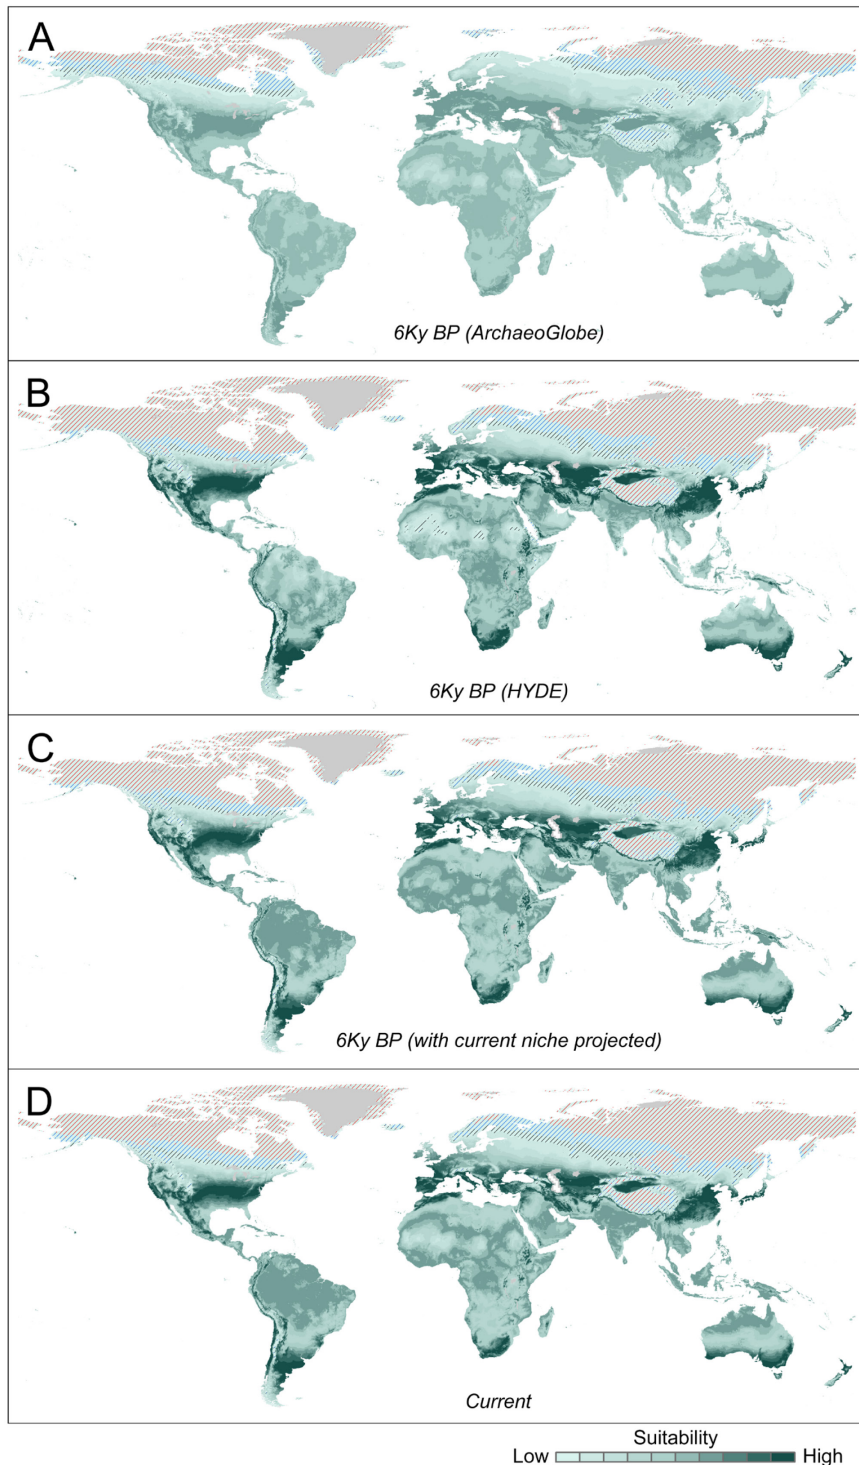 A
6Ky BP (ArchaeoGlobe)
B
6Ky BP (HYDE)
C
6Ky BP (with current niche projected)
D
Current
Suitability
Low High